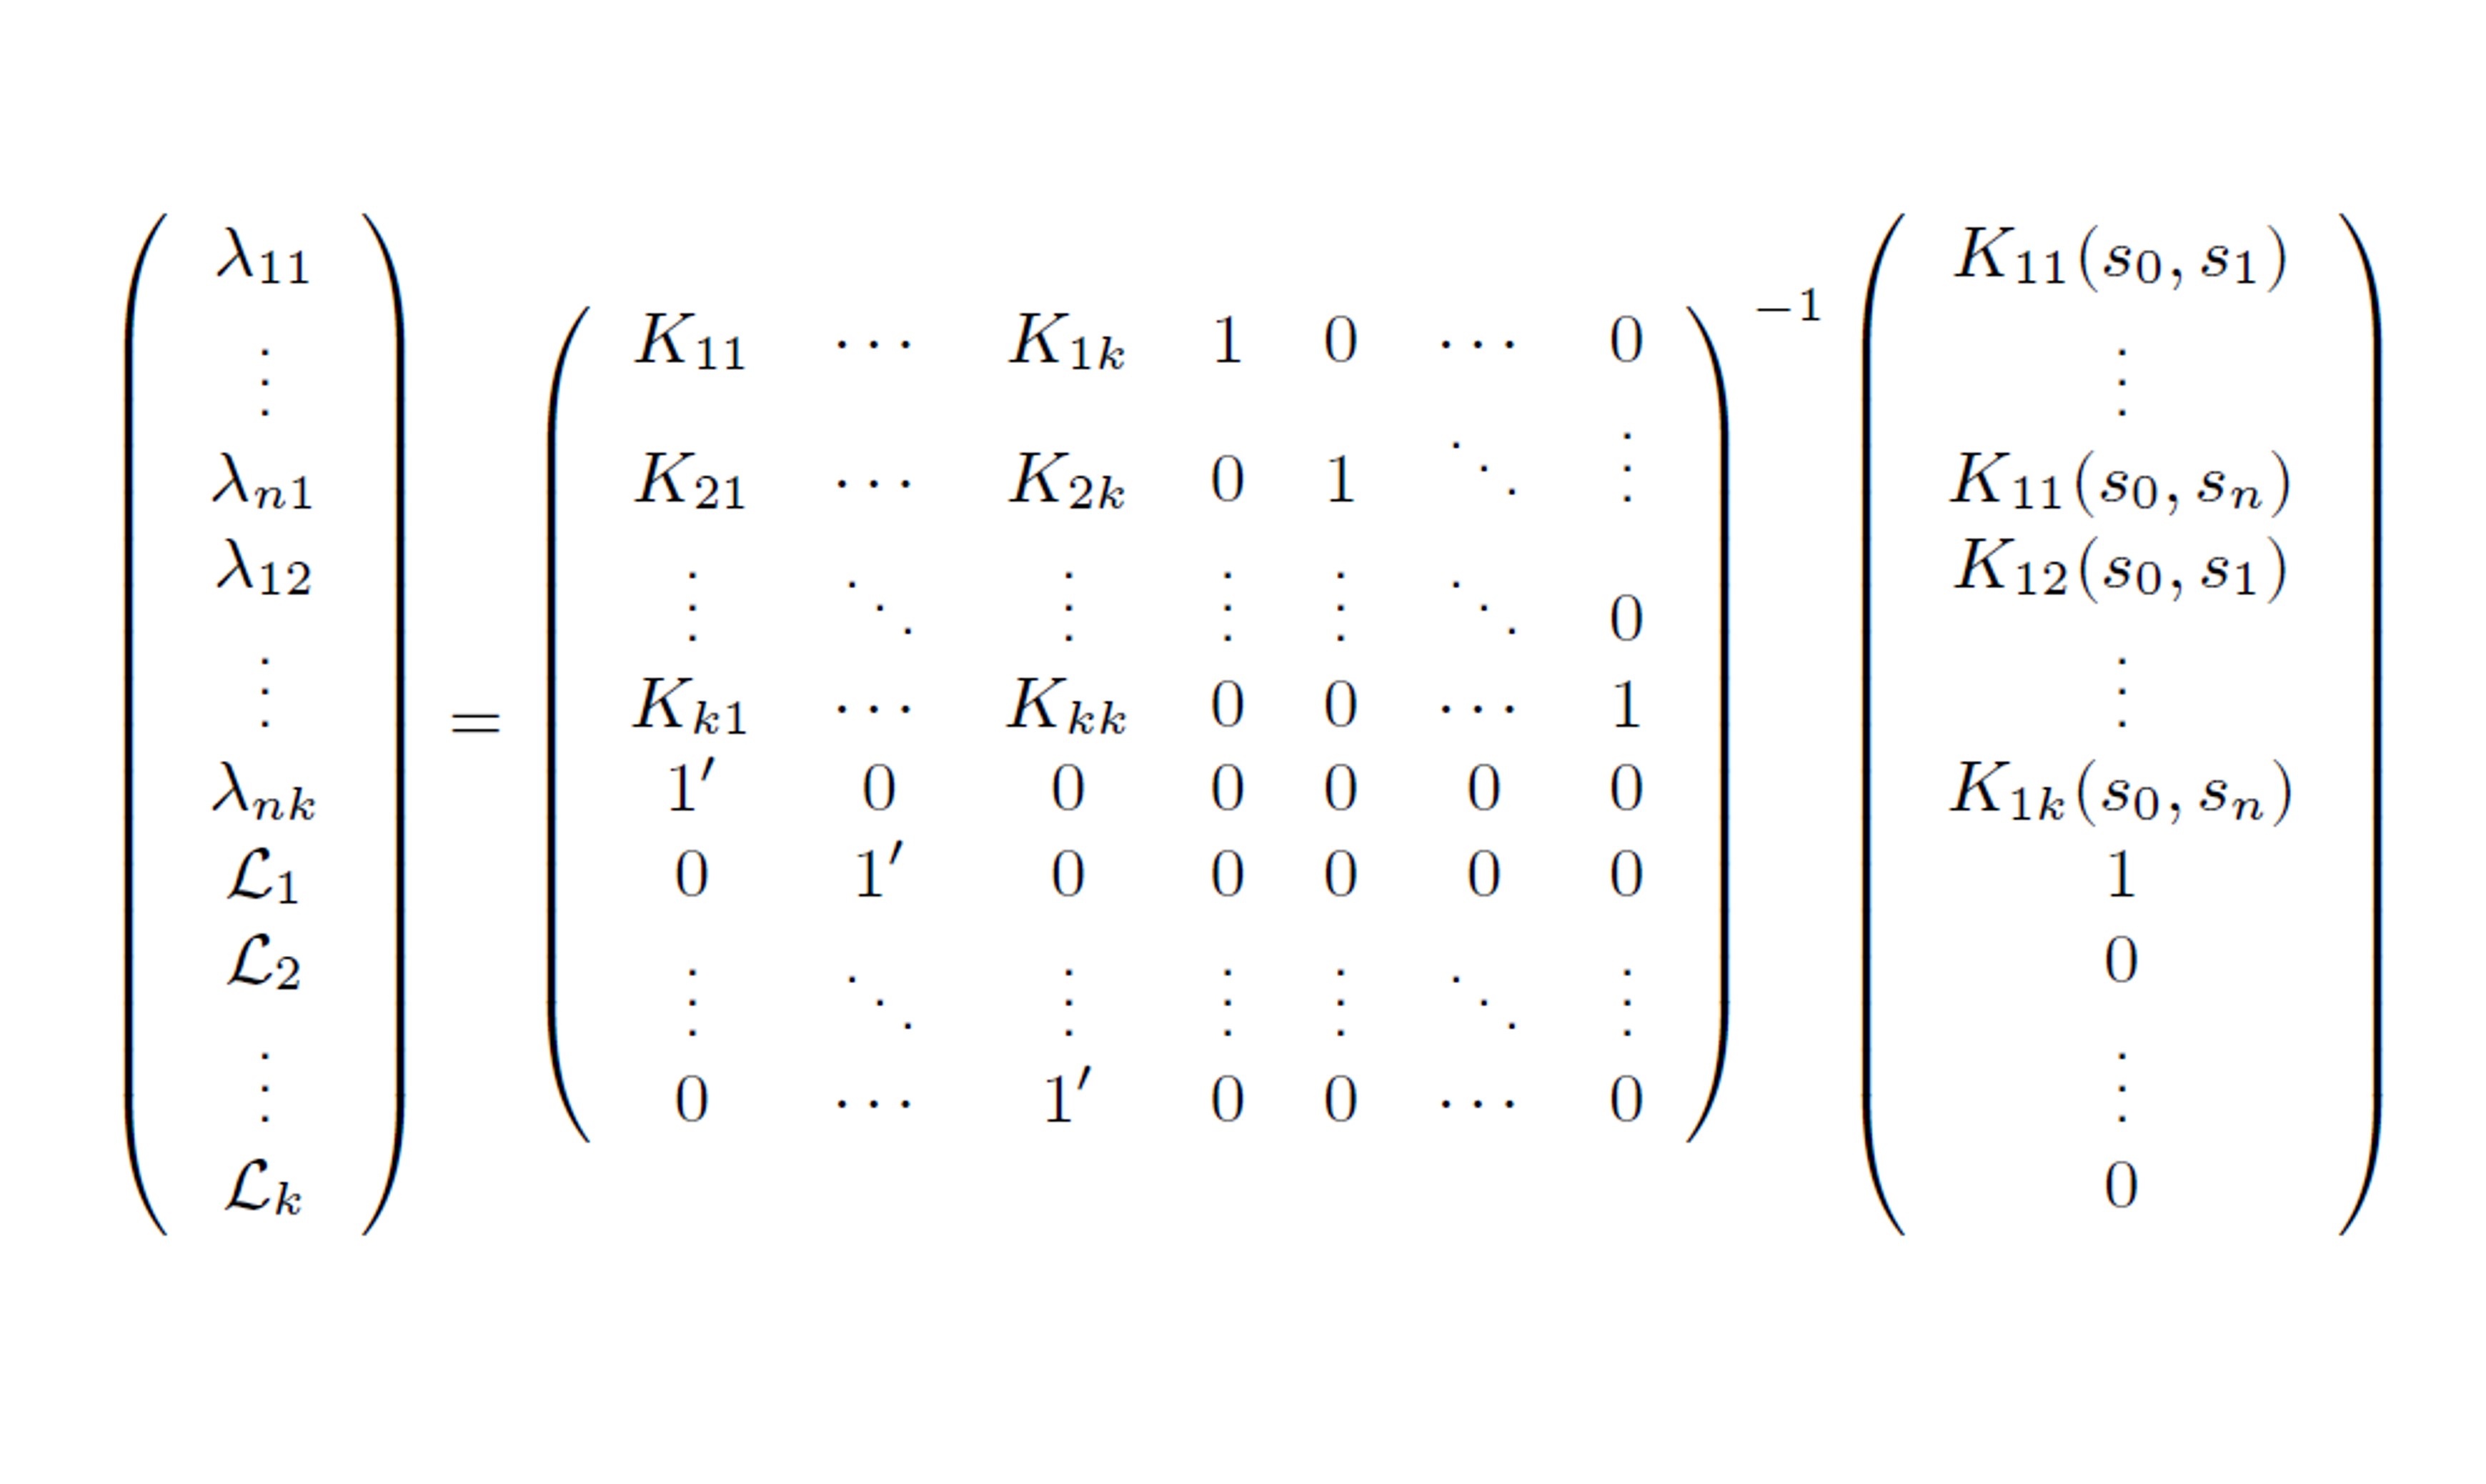 \begin{pmatrix} \lambda_{11} \\ \vdots \\ \lambda_{n1} \\ \lambda_{12} \\ \vdots \\ \lambda_{nk} \\ \mathcal{L}_1 \\ \mathcal{L}_2 \\ \vdots \\ \mathcal{L}_k \end{pmatrix} = \begin{pmatrix} K_{11} & \cdots & K_{1k} & 1 & 0 & \cdots & 0 \\ K_{21} & \cdots & K_{2k} & 0 & 1 & \ddots & \vdots \\ \vdots & \ddots & \vdots & \vdots & \vdots & \ddots & 0 \\ K_{k1} & \cdots & K_{kk} & 0 & 0 & \cdots & 1 \\ 1' & 0 & 0 & 0 & 0 & 0 & 0 \\ 0 & 1' & 0 & 0 & 0 & 0 & 0 \\ \vdots & \ddots & \vdots & \vdots & \vdots & \ddots & \vdots \\ 0 & \cdots & 1' & 0 & 0 & \cdots & 0 \end{pmatrix}^{-1} \begin{pmatrix} K_{11}(s_0, s_1) \\ \vdots \\ K_{11}(s_0, s_n) \\ K_{12}(s_0, s_1) \\ \vdots \\ K_{1k}(s_0, s_n) \\ 1 \\ 0 \\ \vdots \\ 0 \end{pmatrix}